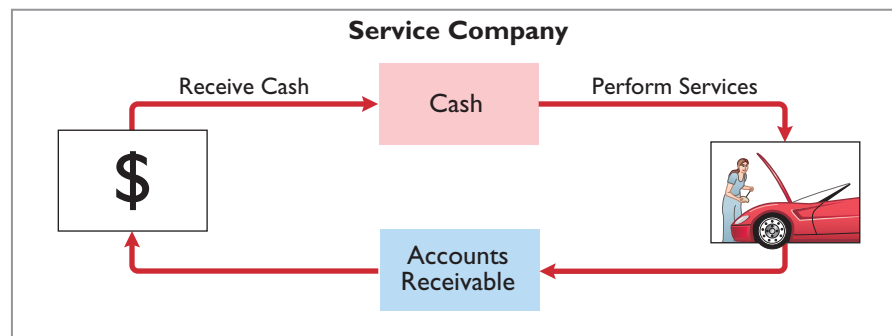 Service Company
Receive Cash
Cash
Perform Services
$
Accounts
Receivable